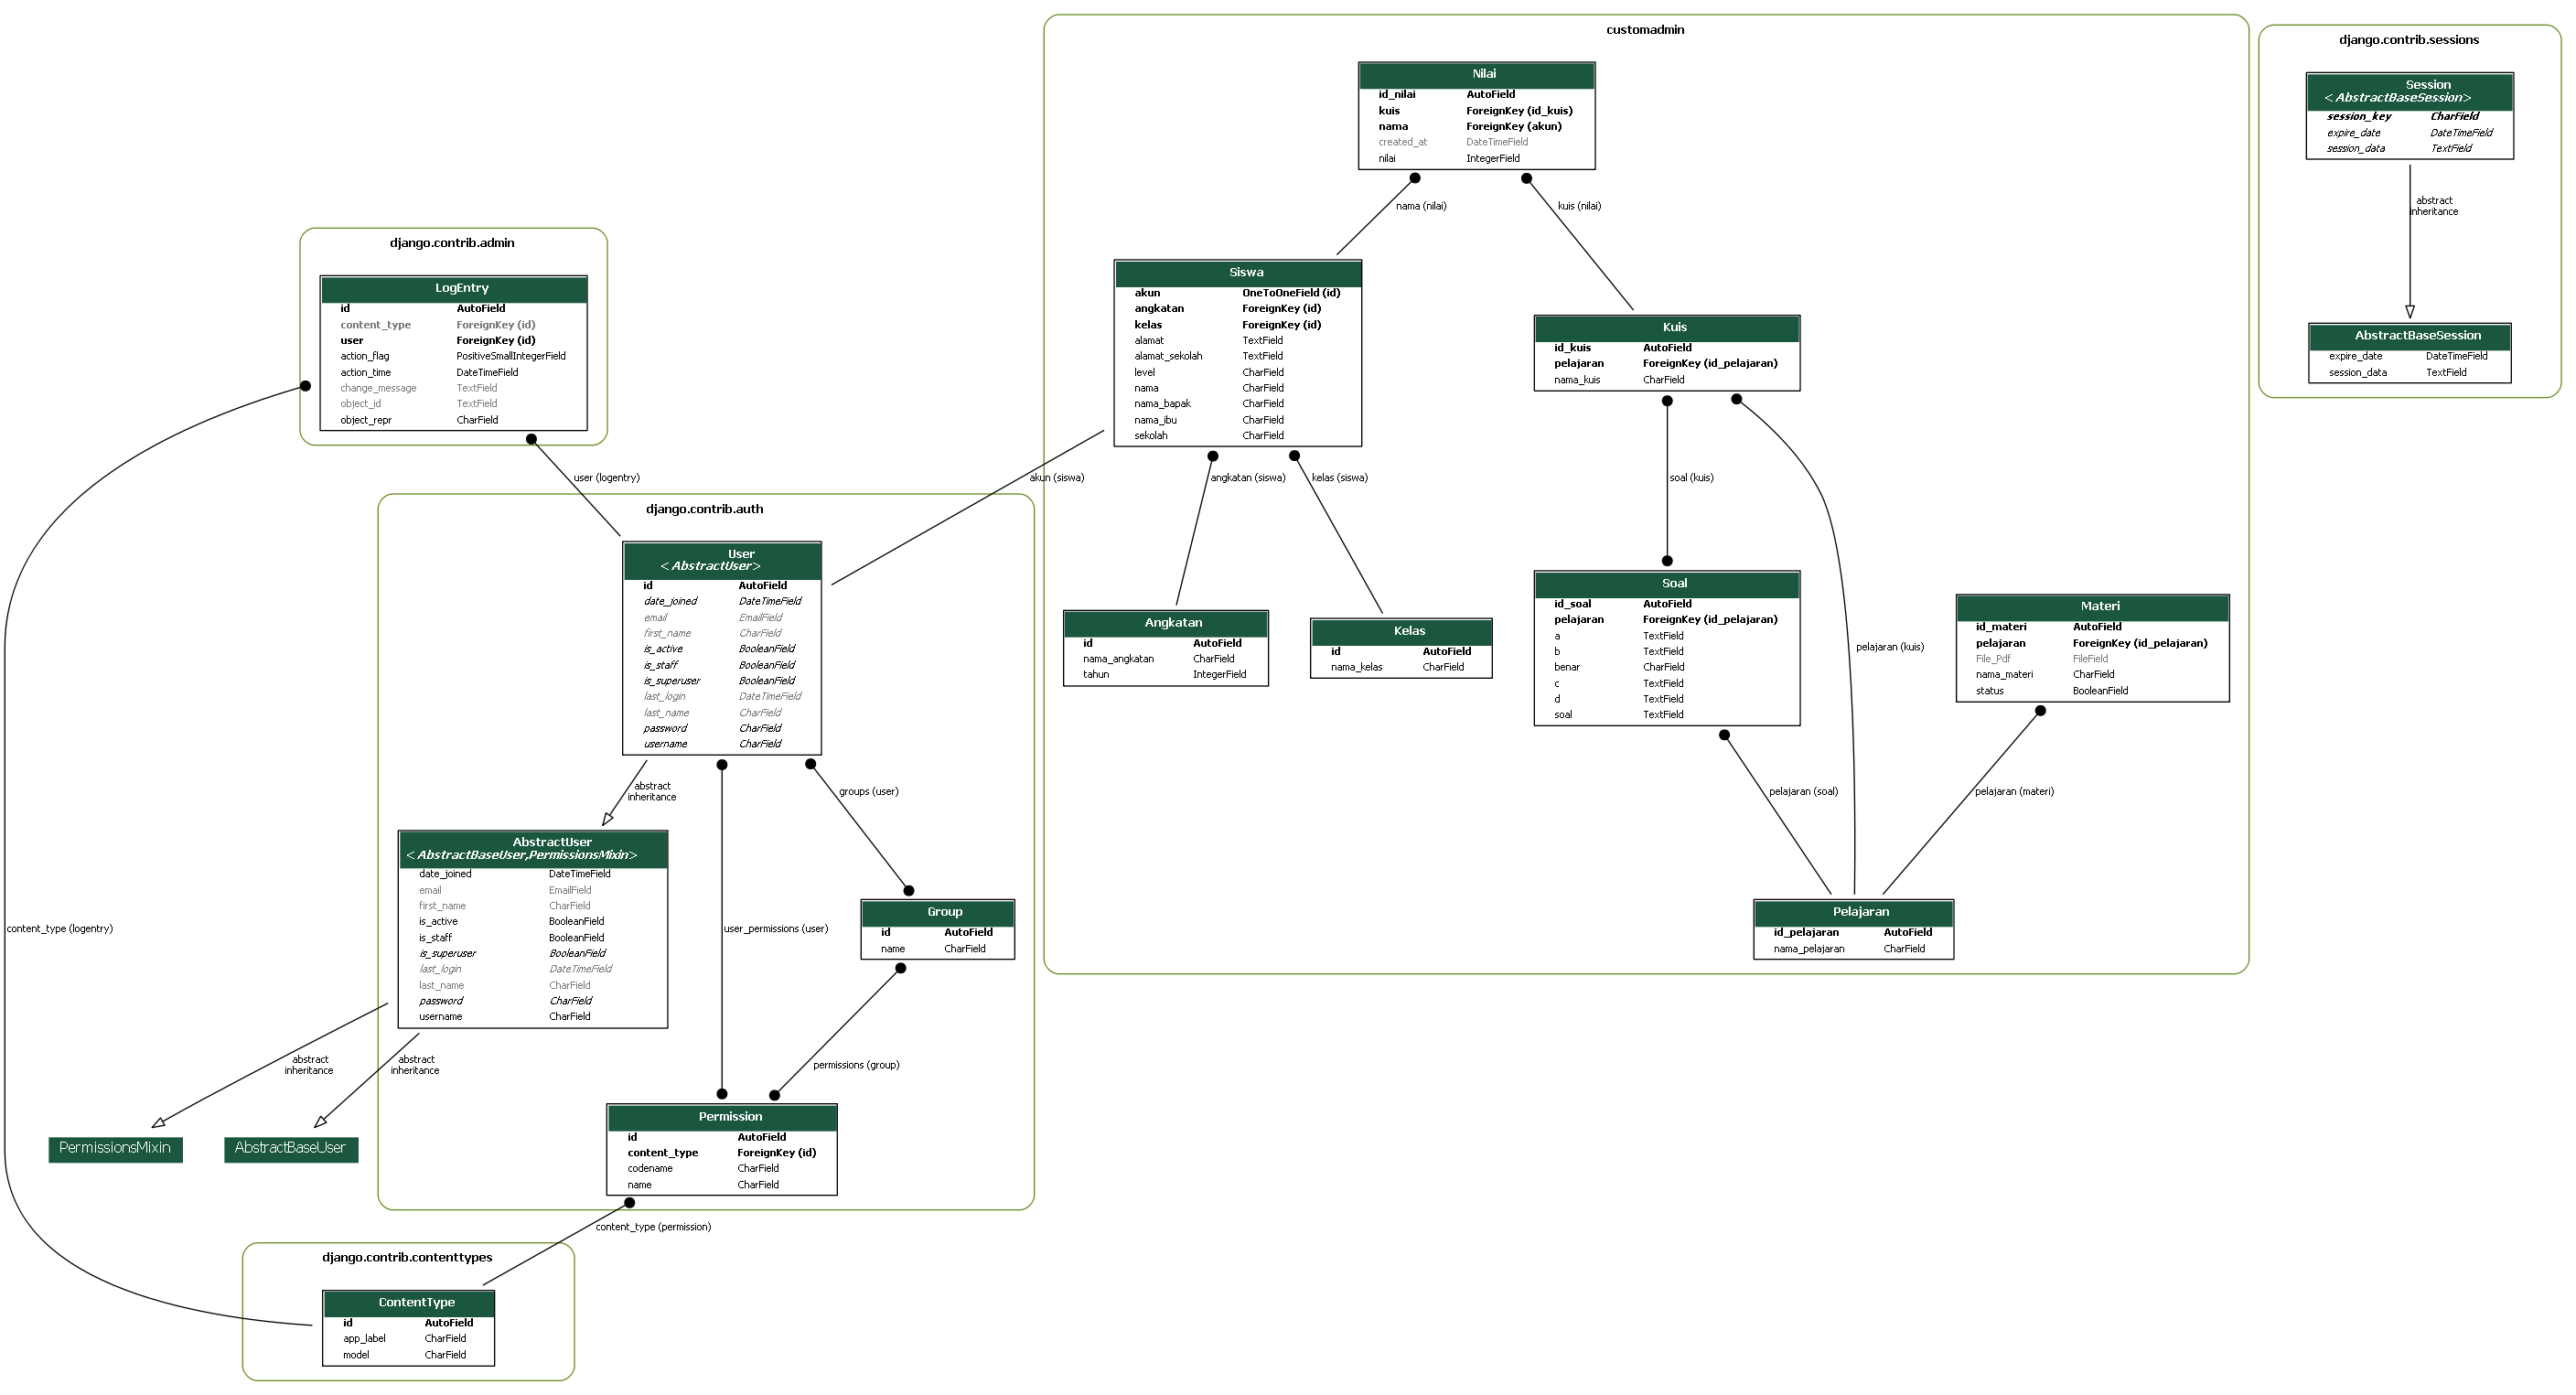 customadmin
Nilai
id_nilai AutoField
kuis ForeignKey (id_kuis)
nama ForeignKey (akun)
created_at DateTimeField
nilai IntegerField
nama (nilai)
kuis (nilai)
Siswa
akun OneToOneField (id)
angkatan ForeignKey (id)
kelas ForeignKey (id)
alamat TextField
alamat_sekolah TextField
level CharField
nama CharField
nama_bapak CharField
nama_ibu CharField
sekolah CharField
Kuis
id_kuis AutoField
pelajaran ForeignKey (id_pelajaran)
nama_kuis CharField
akun (siswa)
angkatan (siswa)
kelas (siswa)
soal (kuis)
Angkatan
id AutoField
nama_angkatan CharField
tahun IntegerField
Kelas
id AutoField
nama_kelas CharField
Soal
id_soal AutoField
pelajaran ForeignKey (id_pelajaran)
a TextField
b TextField
benar CharField
c TextField
d TextField
soal TextField
pelajaran (kuis)
Materi
id_materi AutoField
pelajaran ForeignKey (id_pelajaran)
File_Pdf FileField
nama_materi CharField
status BooleanField
pelajaran (soal)
pelajaran (materi)
Pelajaran
id_pelajaran AutoField
nama_pelajaran CharField
django.contrib.sessions
Session
<AbstractBaseSession>
session_key CharField
expire_date DateTimeField
session_data TextField
abstract
inheritance
AbstractBaseSession
expire_date DateTimeField
session_data TextField
django.contrib.admin
LogEntry
id AutoField
content_type ForeignKey (id)
user ForeignKey (id)
action_flag PositiveSmallIntegerField
action_time DateTimeField
change_message TextField
object_id TextField
object_repr CharField
user (logentry)
django.contrib.auth
User
<AbstractUser>
id AutoField
date_joined DateTimeField
email EmailField
first_name CharField
is_active BooleanField
is_staff BooleanField
is_superuser BooleanField
last_login DateTimeField
last_name CharField
password CharField
username CharField
abstract
inheritance
groups (user)
AbstractUser
<AbstractBaseUser,PermissionsMixin>
date_joined DateTimeField
email EmailField
first_name CharField
is_active BooleanField
is_staff BooleanField
is_superuser BooleanField
last_login DateTimeField
last_name CharField
password CharField
username CharField
content_type (logentry)
user_permissions (user)
Group
id AutoField
name CharField
abstract
inheritance
abstract
inheritance
permissions (group)
PermissionsMixin
AbstractBaseUser
Permission
id AutoField
content_type ForeignKey (id)
codename CharField
name CharField
content_type (permission)
django.contrib.contenttypes
ContentType
id AutoField
app_label CharField
model CharField